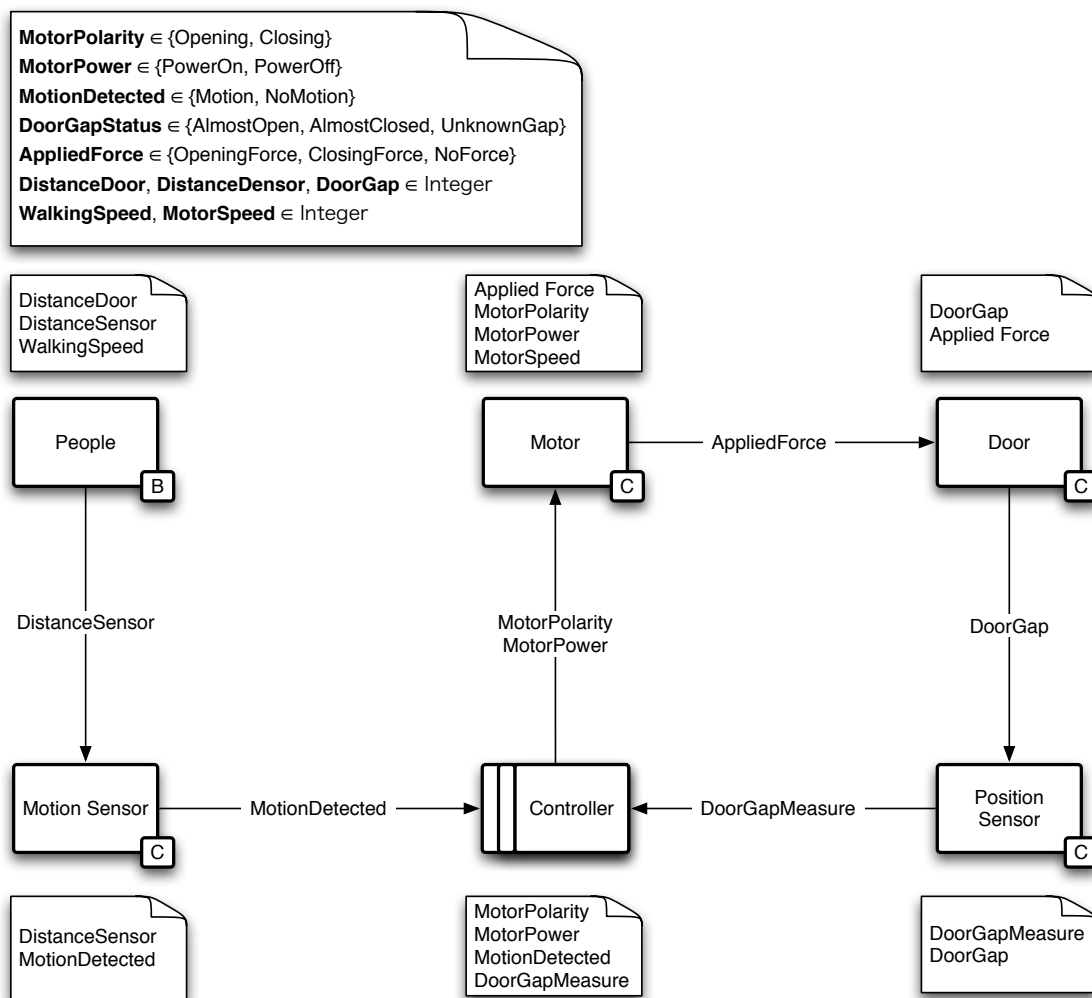 MotorPolarity ∈ {Opening, Closing}
MotorPower ∈ {PowerOn, PowerOff}
MotionDetected ∈ {Motion, NoMotion}
DoorGapStatus ∈ {AlmostOpen, AlmostClosed, UnknownGap}
AppliedForce ∈ {OpeningForce, ClosingForce, NoForce}
DistanceDoor, DistanceDensor, DoorGap ∈ Integer
WalkingSpeed, MotorSpeed ∈ Integer
DistanceDoor
DistanceSensor
WalkingSpeed
Applied Force
MotorPolarity
MotorPower
MotorSpeed
DoorGap
Applied Force
People
B
Motor
C
AppliedForce
Door
C
DistanceSensor
MotorPolarity
MotorPower
DoorGap
Motion Sensor
C
MotionDetected
Controller
DoorGapMeasure
Position
Sensor
C
DistanceSensor
MotionDetected
MotorPolarity
MotorPower
MotionDetected
DoorGapMeasure
DoorGapMeasure
DoorGap